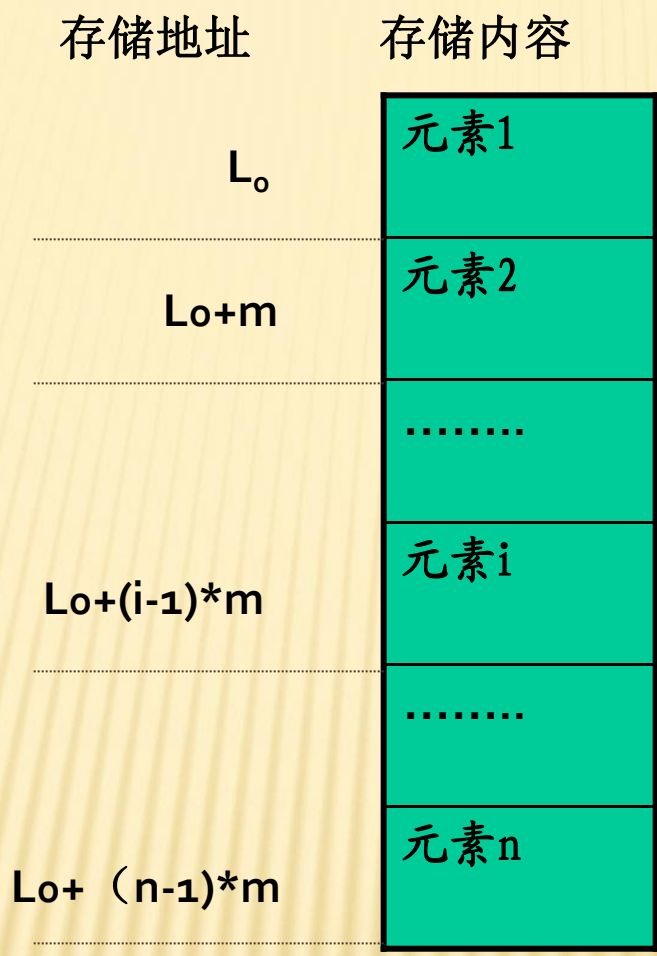 存储地址 存储内容
元素1
Lo
元素2
Lo+m
........
元素i
Lo+(i-1)*m
........
元素n
Lo+（n-1)*m